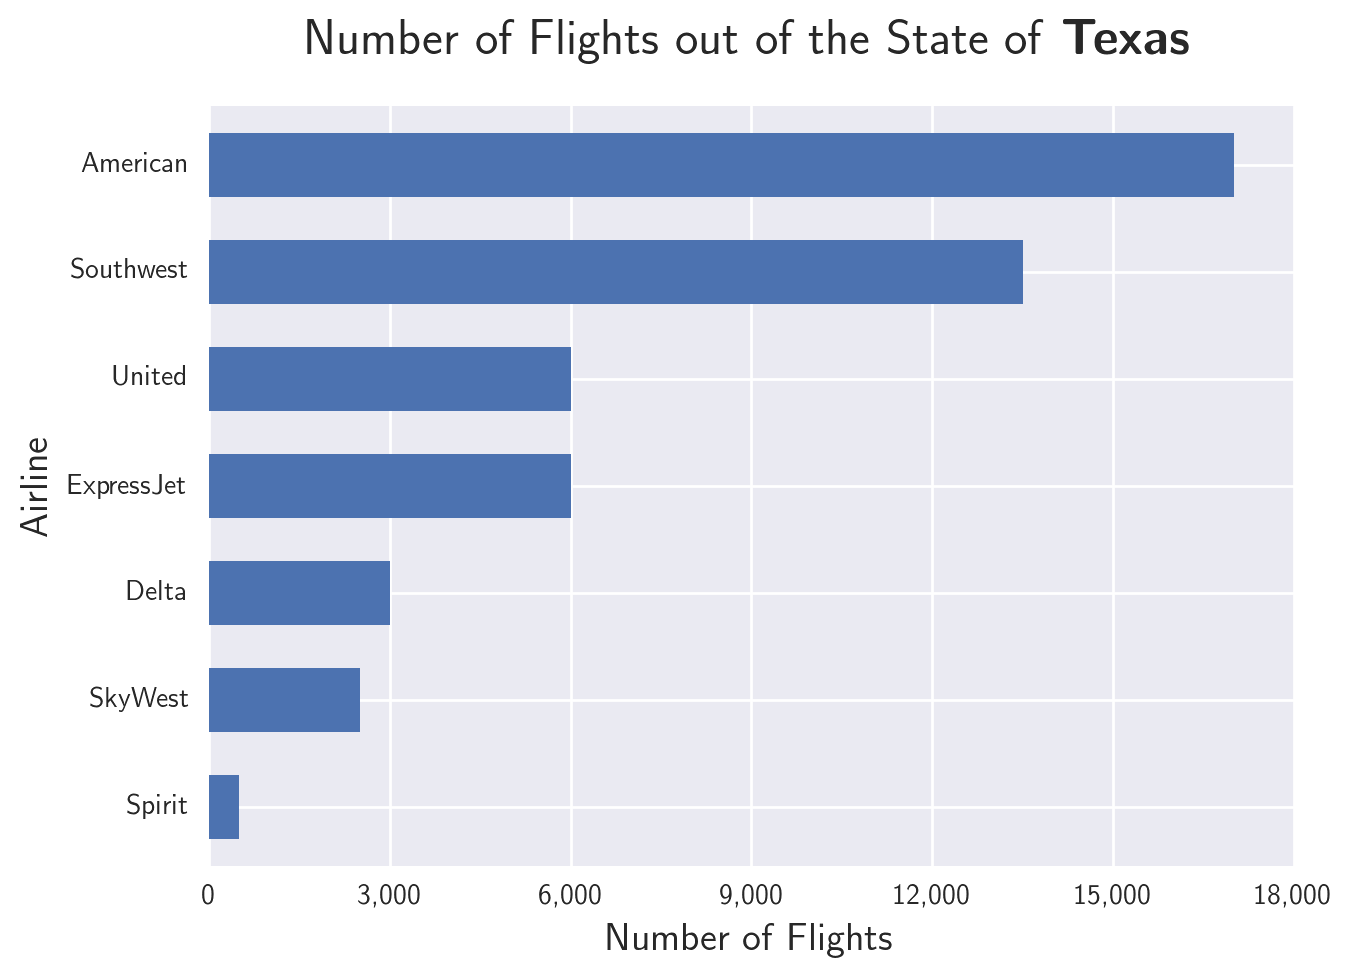 Number of Flights out of the State of Texas
American
Southwest
United
ExpressJet
Delta
SkyWest
Spirit
Airline
0 3,000 6,000 9,000 12,000 15,000 18,000
Number of Flights